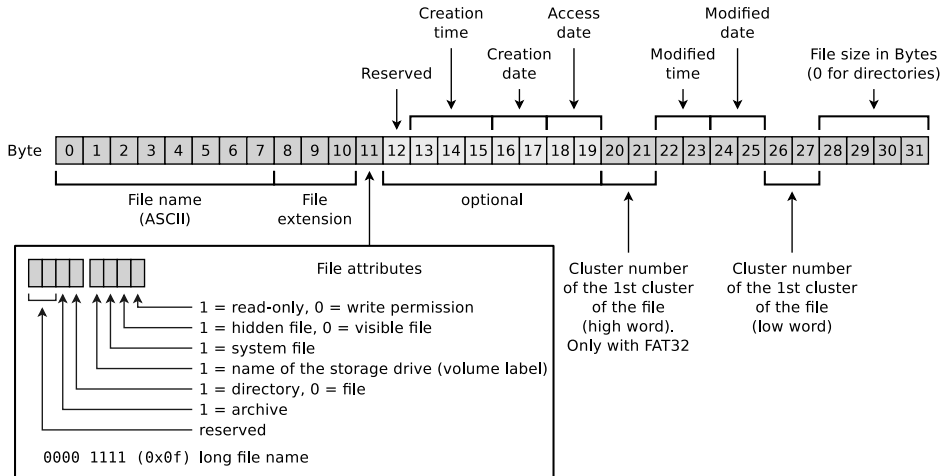 Creation
time
Access
date
Modified
date
Reserved
Creation
date
Modified
time
File size in Bytes
(0 for directories)
Byte 0 1 2 3 4 5 6 7 8 9 10 11 12 13 14 15 16 17 18 19 20 21 22 23 24 25 26 27 28 29 30 31
File name
(ASCII)
File
extension
optional
Cluster number
of the 1st cluster
of the file
(high word).
Only with FAT32
Cluster number
of the 1st cluster
of the file
(low word)
File attributes
1 = read-only, 0 = write permission
1 = hidden file, 0 = visible file
1 = system file
1 = name of the storage drive (volume label)
1 = directory, 0 = file
1 = archive
reserved
0000 1111 (0x0f) long file name